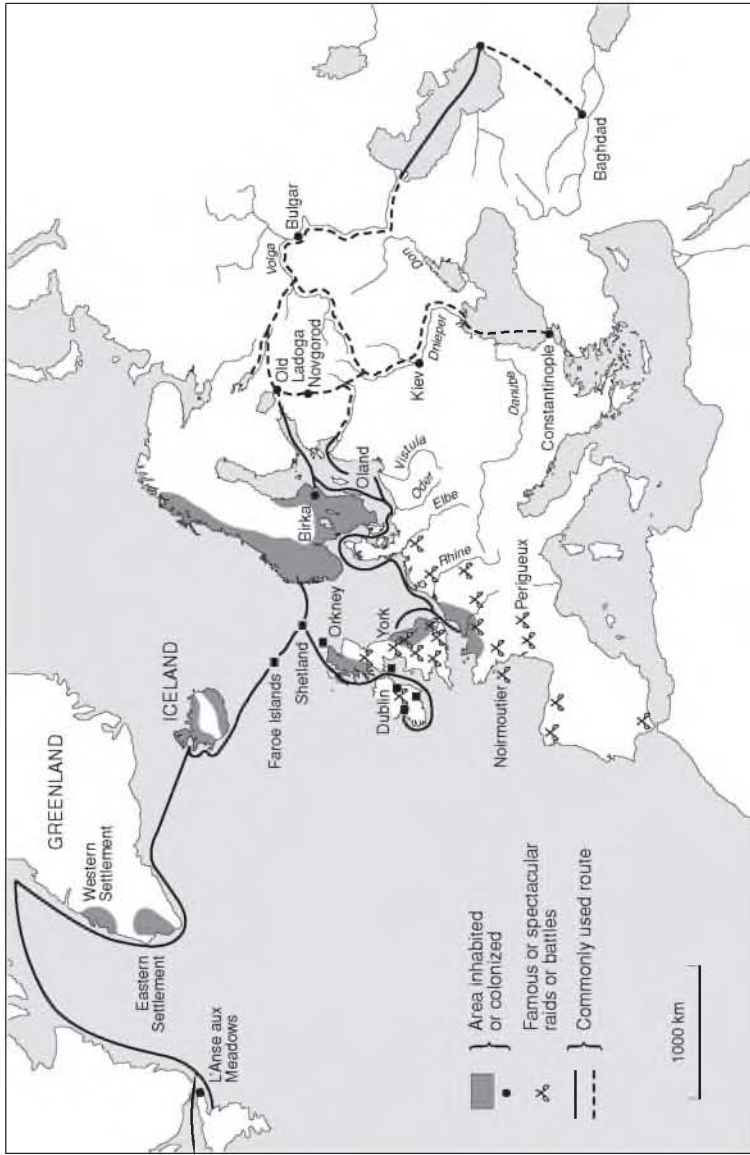 GREENLAND
Western
Settlement
Eastern
Settlement
L'Anse aux
Meadows
ICELAND
Faroe Islands
Shetland
Orkney
York
Dublin
Noirmoutier
Perigueux
Birka
Oland
Old
Ladoga
Novgorod
Bulgar
Volga
Don
Dnieper
Kiev
Vistula
Oder
Elbe
Rhine
Danube
Constantinople
Baghdad
Area inhabited
or colonized
Famous or spectacular
raids or battles
Commonly used route
1000 km